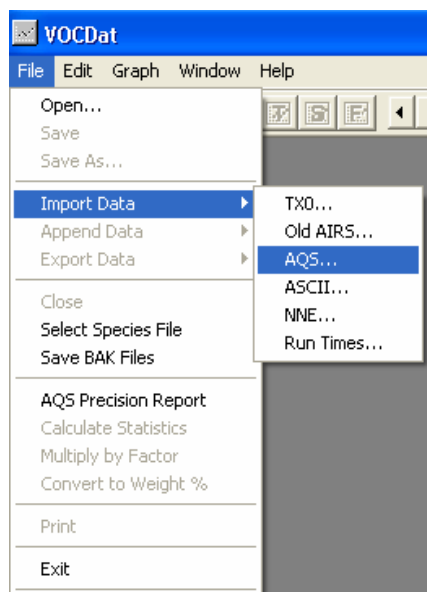 VOCDat
File Edit Graph Window Help
Open...
Save
Save As...
Import Data
Append Data
Export Data
Close
Select Species File
Save BAK Files
AQS Precision Report
Calculate Statistics
Multiply by Factor
Convert to Weight %
Print
Exit
TX0...
Old AIRS...
AQS...
ASCII...
NNE...
Run Times...